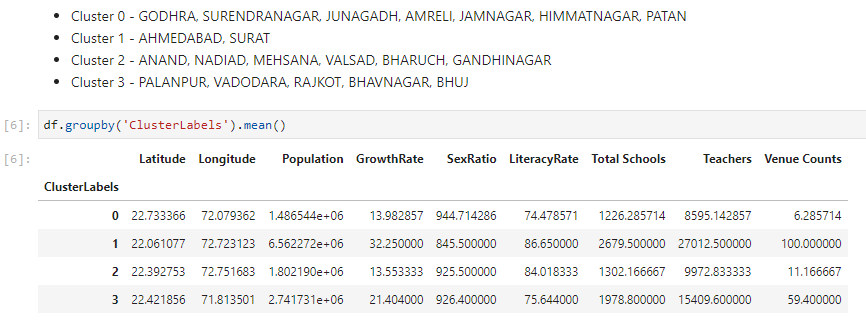 • Cluster 0 - GODHRA, SURENDRANAGAR, JUNAGADH, AMRELI, JAMNAGAR, HIMMATNAGAR, PATAN
• Cluster 1 - AHMEDABAD, SURAT
• Cluster 2 - ANAND, NADIAD, MEHSANA, VALSAD, BHARUCH, GANDHINAGAR
• Cluster 3 - PALANPUR, VADODARA, RAJKOT, BHAVNAGAR, BHUJ
[6]: df.groupby('ClusterLabels').mean()
[6]: Latitude Longitude Population GrowthRate SexRatio LiteracyRate Total Schools Teachers Venue Counts
ClusterLabels
0 22.733366 72.079362 1.486544e+06 13.982857 944.714286 74.478571 1226.285714 8595.142857 6.285714
1 22.061077 72.723123 6.562272e+06 32.250000 845.500000 86.650000 2679.500000 27012.500000 100.000000
2 22.392753 72.751683 1.802190e+06 13.553333 925.500000 84.018333 1302.166667 9972.833333 11.166667
3 22.421856 71.813501 2.741731e+06 21.404000 926.400000 75.644000 1978.800000 15409.600000 59.400000